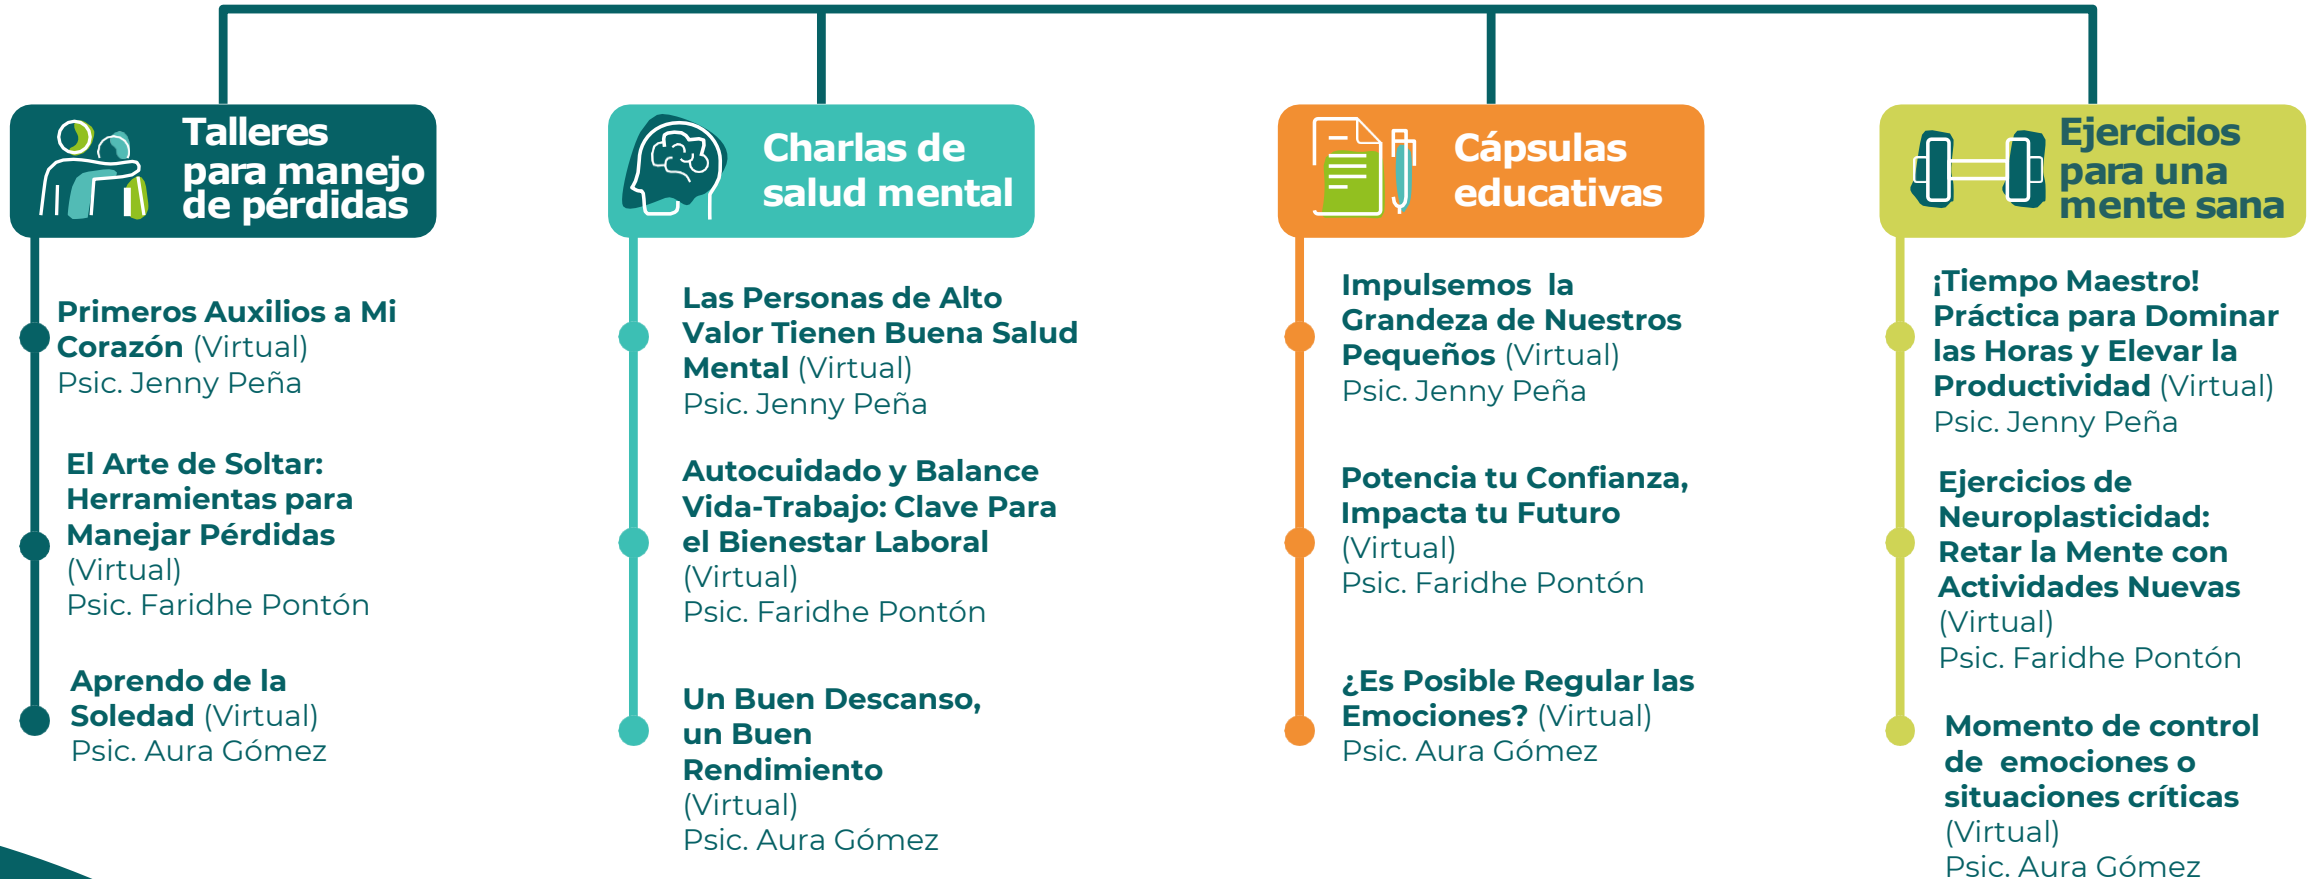 Talleres
para manejo
de pérdidas
Primeros Auxilios a Mi
Corazón (Virtual)
Psic. Jenny Peña
El Arte de Soltar:
Herramientas para
Manejar Pérdidas
(Virtual)
Psic. Faridhe Pontón
Aprendo de la
Soledad (Virtual)
Psic. Aura Gómez
Charlas de
salud mental
Las Personas de Alto
Valor Tienen Buena Salud
Mental (Virtual)
Psic. Jenny Peña
Autocuidado y Balance
Vida-Trabajo: Clave Para
el Bienestar Laboral
(Virtual)
Psic. Faridhe Pontón
Un Buen Descanso,
un Buen
Rendimiento
(Virtual)
Psic. Aura Gómez
Cápsulas
educativas
Impulsemos la
Grandeza de Nuestros
Pequeños (Virtual)
Psic. Jenny Peña
Potencia tu Confianza,
Impacta tu Futuro
(Virtual)
Psic. Faridhe Pontón
¿Es Posible Regular las
Emociones? (Virtual)
Psic. Aura Gómez
Ejercicios
para una
mente sana
¡Tiempo Maestro!
Práctica para Dominar
las Horas y Elevar la
Productividad (Virtual)
Psic. Jenny Peña
Ejercicios de
Neuroplasticidad:
Retar la Mente con
Actividades Nuevas
(Virtual)
Psic. Faridhe Pontón
Momento de control
de emociones o
situaciones críticas
(Virtual)
Psic. Aura Gómez